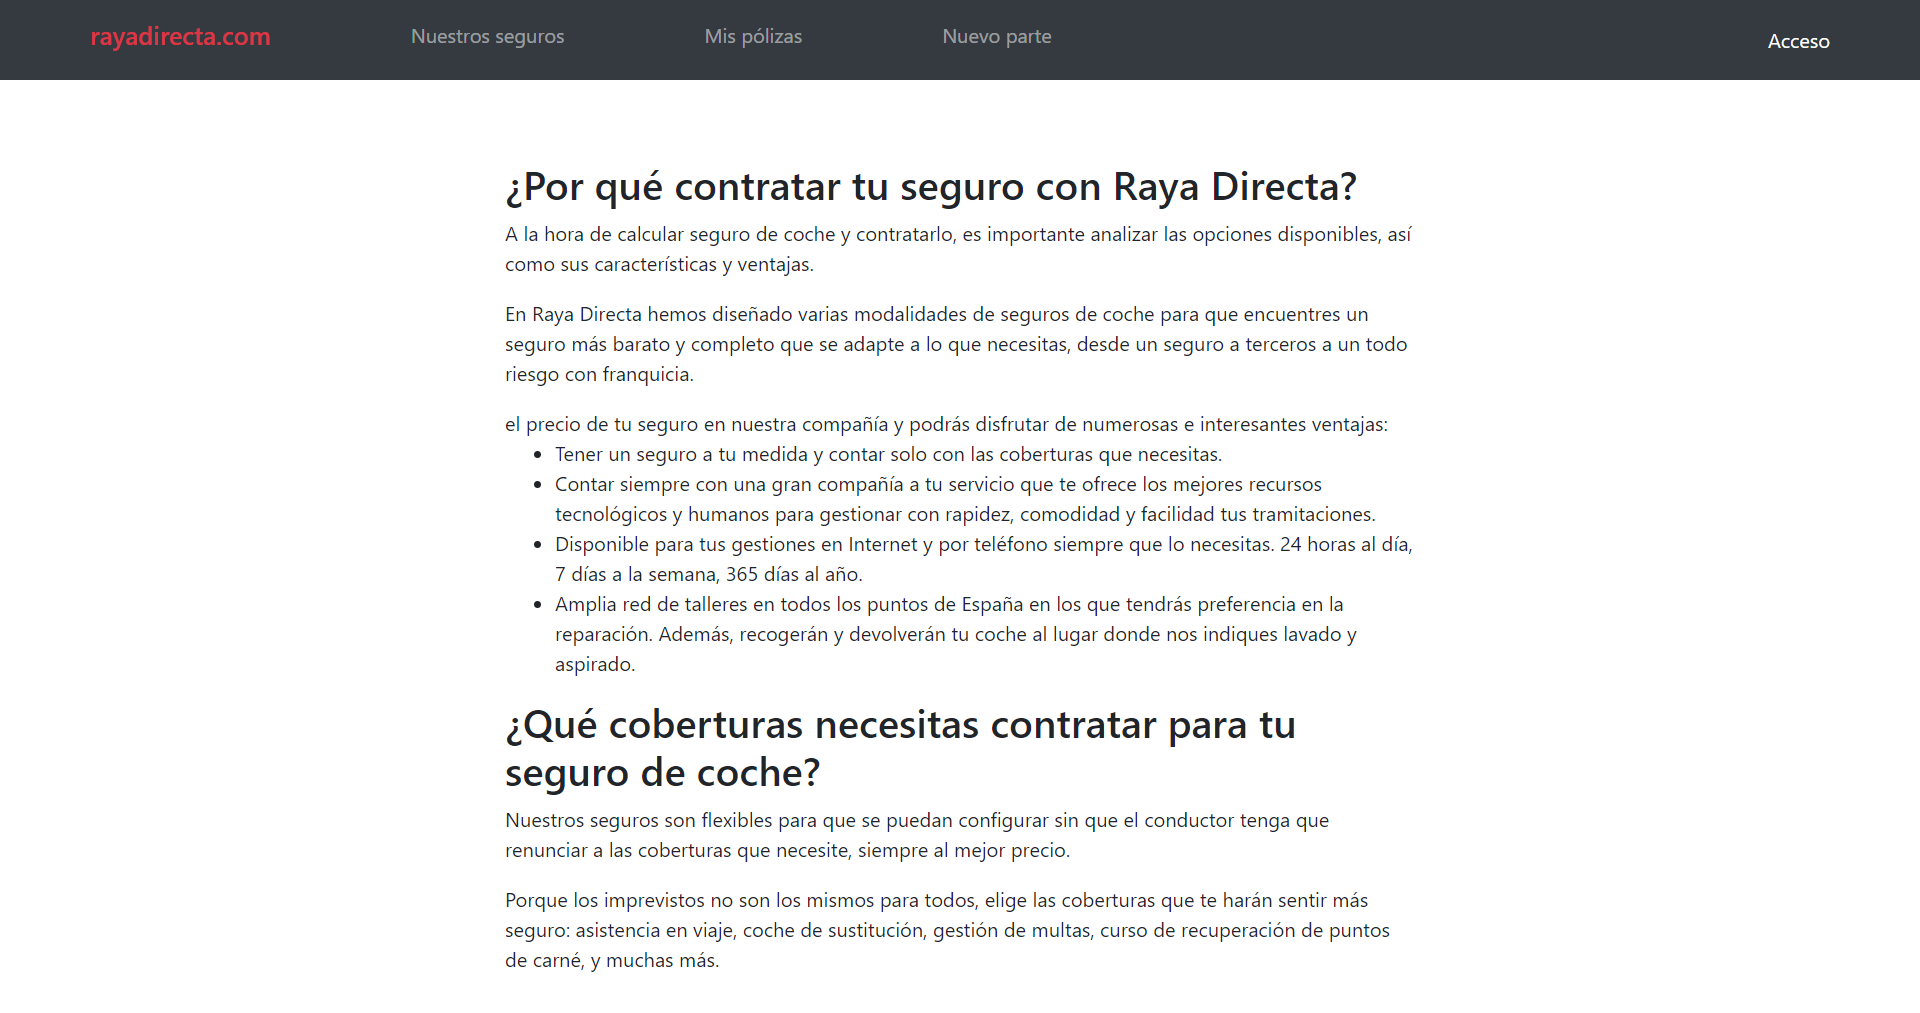 rayadirecta.com
Nuestros seguros
Mis pólizas
Nuevo parte
Acceso
¿Por qué contratar tu seguro con Raya Directa?
A la hora de calcular seguro de coche y contratarlo, es importante analizar las opciones disponibles, así
como sus características y ventajas.
En Raya Directa hemos diseñado varias modalidades de seguros de coche para que encuentres un
seguro más barato y completo que se adapte a lo que necesitas, desde un seguro a terceros a un todo
riesgo con franquicia.
el precio de tu seguro en nuestra compañía y podrás disfrutar de numerosas e interesantes ventajas:
• Tener un seguro a tu medida y contar solo con las coberturas que necesitas.
• Contar siempre con una gran compañía a tu servicio que te ofrece los mejores recursos
tecnológicos y humanos para gestionar con rapidez, comodidad y facilidad tus tramitaciones.
• Disponible para tus gestiones en Internet y por teléfono siempre que lo necesitas. 24 horas al día,
7 días a la semana, 365 días al año.
• Amplia red de talleres en todos los puntos de España en los que tendrás preferencia en la
reparación. Además, recogerán y devolverán tu coche al lugar donde nos indiques lavado y
aspirado.
¿Qué coberturas necesitas contratar para tu
seguro de coche?
Nuestros seguros son flexibles para que se puedan configurar sin que el conductor tenga que
renunciar a las coberturas que necesite, siempre al mejor precio.
Porque los imprevistos no son los mismos para todos, elige las coberturas que te harán sentir más
seguro: asistencia en viaje, coche de sustitución, gestión de multas, curso de recuperación de puntos
de carné, y muchas más.